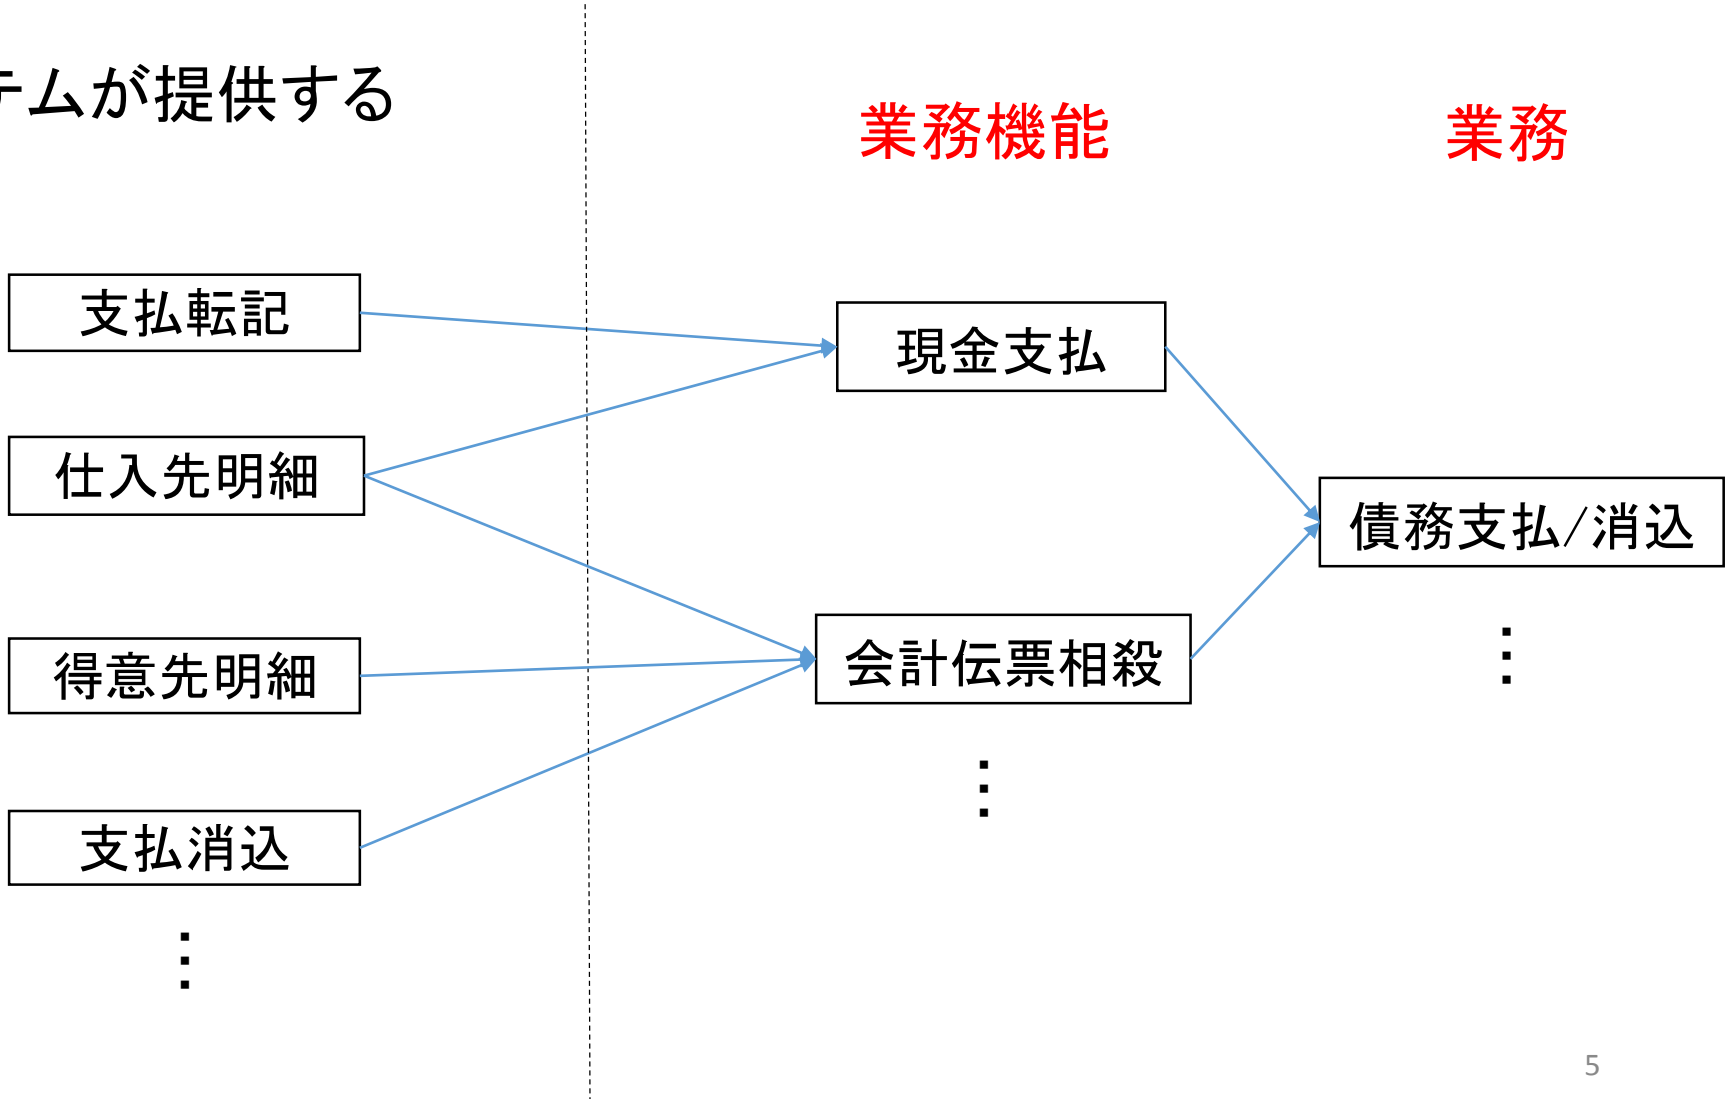 テムが提供する
業務機能
業務
支払転記
仕入先明細
得意先明細
支払消込
現金支払
会計伝票相殺
債務支払/消込
5